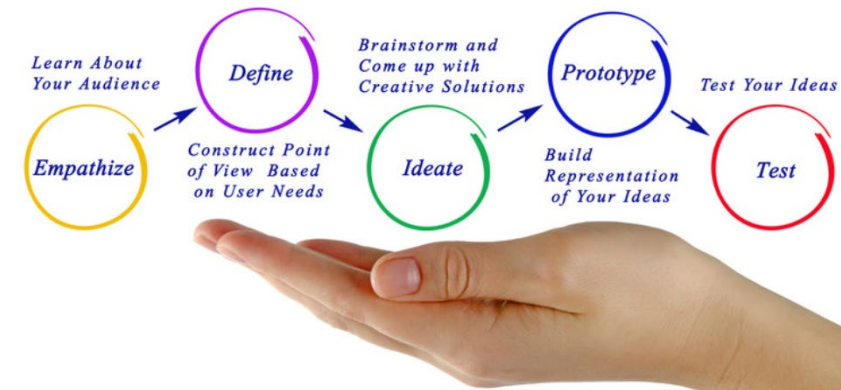 Learn About
Your Audience
Empathize
Define
Construct Point
of View Based
on User Needs
Brainstorm and
Come up with
Creative Solutions
Ideate
Prototype
Build
Representation
of Your Ideas
Test Your Ideas
Test